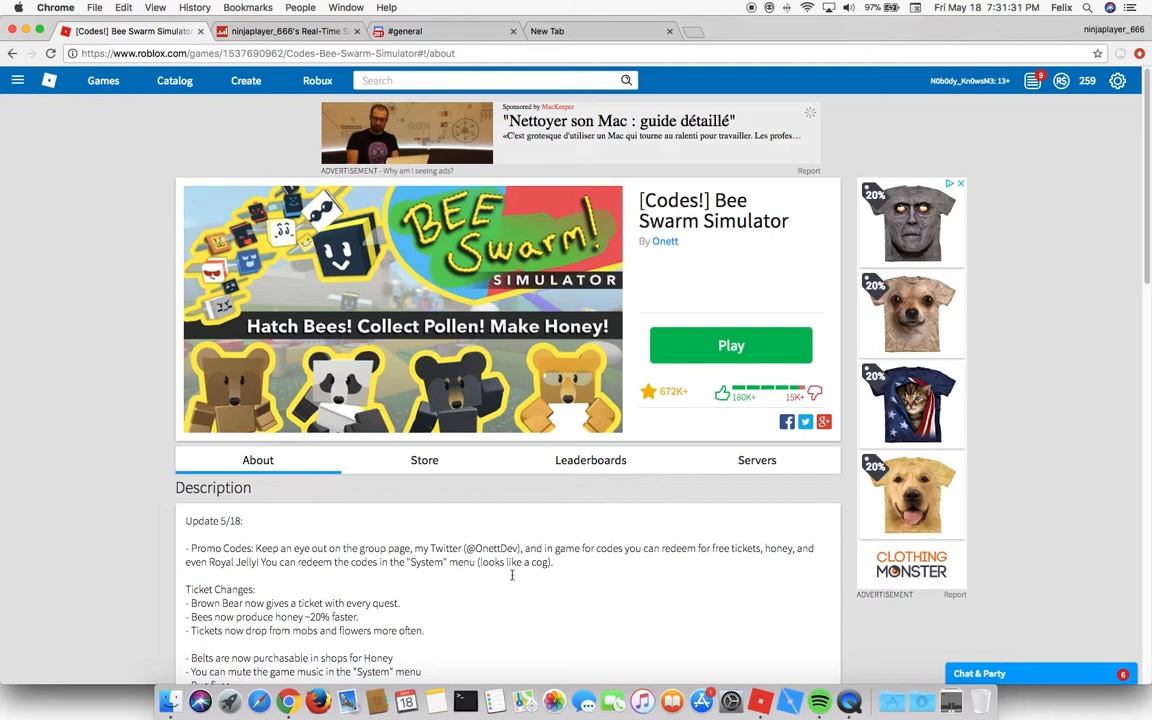 Chrome File Edit View History Bookmarks People Window Help 97% Fri May 18 7:31:31 PM Felix
[Codes!] Bee Swarm Simulator ninjaplayer_666's Real-Time S #general New Tab ninjaplayer_666
https://www.roblox.com/games/1537690962/Codes-Bee-Swarm-Simulator#!/about
Games Catalog Create Robux Search N0b0dy_Kn0wsM3: 13+ 9 R$ 259
Sponsored by MacKeeper
"Nettoyer son Mac : guide détaillé"
«C'est grotesque d'utiliser un Mac qui tourne au ralenti pour travailler. Les profes…
ADVERTISEMENT - Why am I seeing ads? Report
BEE
Swarm!
SIMULATOR
Hatch Bees! Collect Pollen! Make Honey!
[Codes!] Bee
Swarm Simulator
By Onett
Play
672K+ 180K+ 15K+
20%
20%
20%
20%
CLOTHING
MONSTER
ADVERTISEMENT Report
About Store Leaderboards Servers
Description
Update 5/18:
- Promo Codes: Keep an eye out on the group page, my Twitter (@OnettDev), and in game for codes you can redeem for free tickets, honey, and
even Royal Jelly! You can redeem the codes in the "System" menu (looks like a cog).
Ticket Changes:
- Brown Bear now gives a ticket with every quest.
- Bees now produce honey ~20% faster.
- Tickets now drop from mobs and flowers more often.
- Belts are now purchasable in shops for Honey
- You can mute the game music in the "System" menu
Chat & Party 6